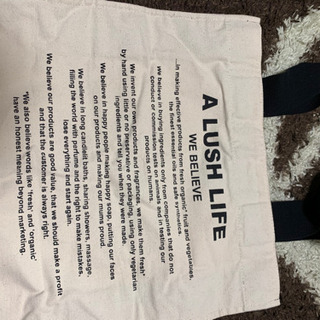 A LUSH LIFE
WE BELIEVE
...In making effective products from fresh organic* fruit and vegetables,
the finest essential oils and safe synthetics.
We believe in buying ingredients only from companies that do not
conduct or commission tests on animals and in testing our
products on humans.
We invent our own products and fragrances, we make them fresh*
by hand using little or no preservative or packaging, using only vegetarian
ingredients and tell you when they were made.
We believe in happy people making happy soap, putting our faces
on our products and making our mums proud.
We believe in long candlelit baths, sharing showers, massage,
filling the world with perfume and the right to make mistakes,
lose everything and start again.
We believe our products are good value, that we should make a profit
and that the customer is always right.
*We also believe words like 'fresh' and 'organic'
have an honest meaning beyond marketing.